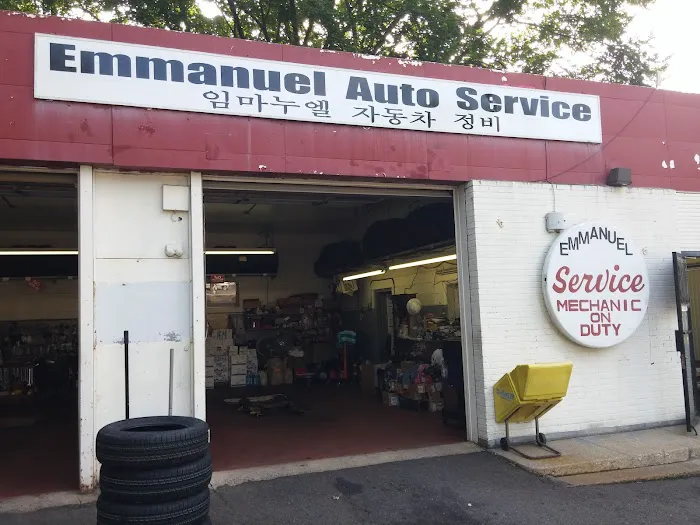 Emmanuel Auto Service
임마누엘 자동차 정비
EMMANUEL
Service
MECHANIC
ON
DUTY